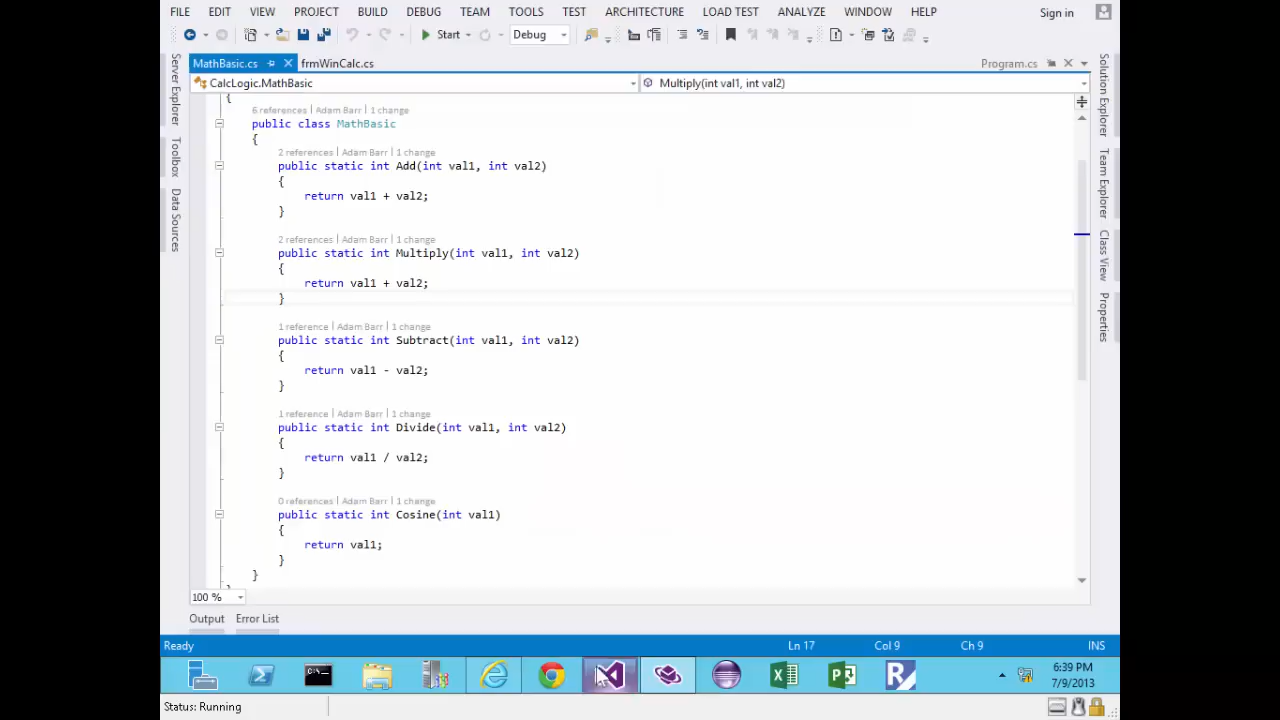 FILE EDIT VIEW PROJECT BUILD DEBUG TEAM TOOLS TEST ARCHITECTURE LOAD TEST ANALYZE WINDOW HELP Sign in
Start Debug
MathBasic.cs frmWinCalc.cs Program.cs
CalcLogic.MathBasic Multiply(int val1, int val2)
Server Explorer
Toolbox
Data Sources
{
6 references | Adam Barr | 1 change
public class MathBasic
{
2 references | Adam Barr | 1 change
public static int Add(int val1, int val2)
{
return val1 + val2;
}
2 references | Adam Barr | 1 change
public static int Multiply(int val1, int val2)
{
return val1 + val2;
}
1 reference | Adam Barr | 1 change
public static int Subtract(int val1, int val2)
{
return val1 - val2;
}
1 reference | Adam Barr | 1 change
public static int Divide(int val1, int val2)
{
return val1 / val2;
}
0 references | Adam Barr | 1 change
public static int Cosine(int val1)
{
return val1;
}
}
Solution Explorer
Team Explorer
Class View
Properties
100 %
Output Error List
Ready Ln 17 Col 9 Ch 9 INS
6:39 PM
7/9/2013
Status: Running